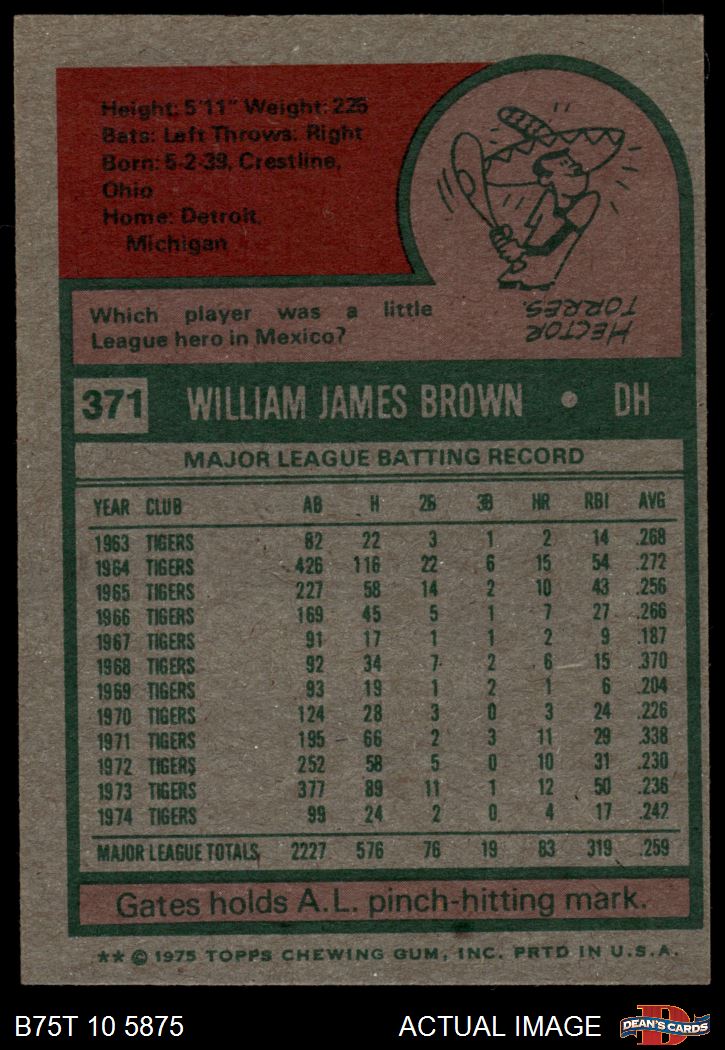 Height: 5'11" Weight: 225
Bats: Left Throws: Right
Born: 5-2-39, Crestline,
Ohio
Home: Detroit,
Michigan
Which player was a little
League hero in Mexico?
HECTOR
TORRES.
371 WILLIAM JAMES BROWN • DH
MAJOR LEAGUE BATTING RECORD
YEAR CLUB AB H 2B 3B HR RBI AVG
1963 TIGERS 82 22 3 1 2 14 .268
1964 TIGERS 426 116 22 6 15 54 .272
1965 TIGERS 227 58 14 2 10 43 .256
1966 TIGERS 169 45 5 1 7 27 .266
1967 TIGERS 91 17 1 1 2 9 .187
1968 TIGERS 92 34 7 2 6 15 .370
1969 TIGERS 93 19 1 2 1 6 .204
1970 TIGERS 124 28 3 0 3 24 .226
1971 TIGERS 195 66 2 3 11 29 .338
1972 TIGERS 252 58 5 0 10 31 .230
1973 TIGERS 377 89 11 1 12 50 .236
1974 TIGERS 99 24 2 0 4 17 .242
MAJOR LEAGUE TOTALS 2227 576 76 19 83 319 .259
Gates holds A.L. pinch-hitting mark.
** © 1975 TOPPS CHEWING GUM, INC. PRTD IN U.S.A.
B75T 10 5875 ACTUAL IMAGE D DEAN'S CARDS